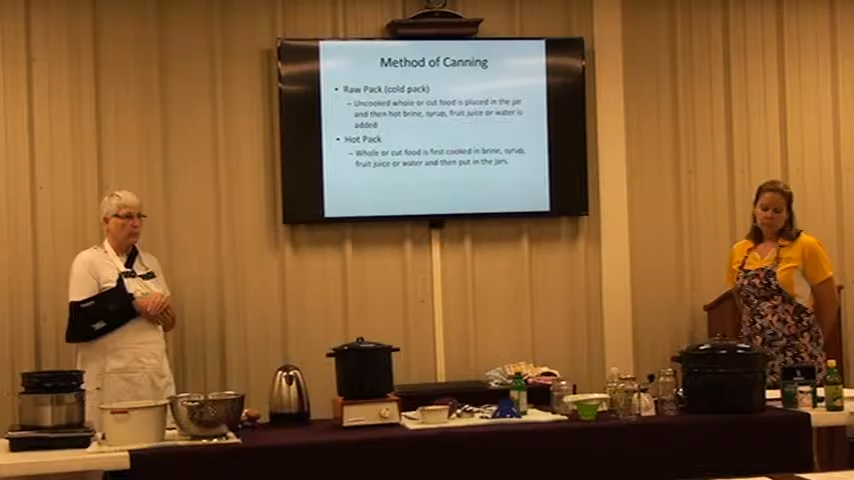 Method of Canning
• Raw Pack (cold pack)
– Uncooked whole or cut food is placed in the jar
and then hot brine, syrup, fruit juice or water is
added
• Hot Pack
– Whole or cut food is first cooked in brine, syrup,
fruit juice or water and then put in the jars.